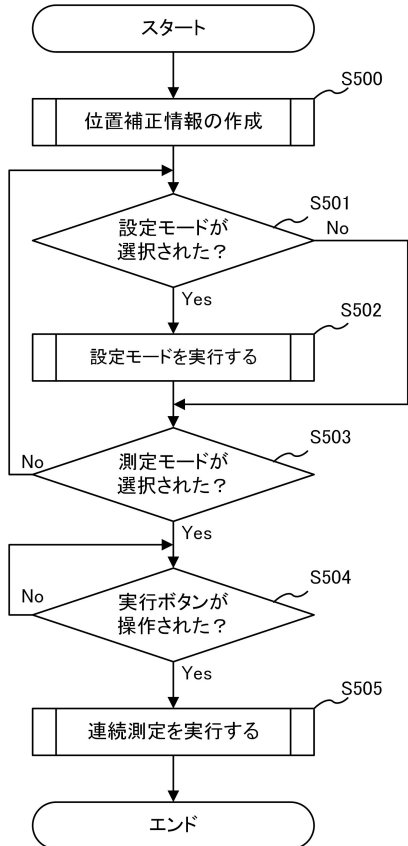 スタート
S500
位置補正情報の作成
S501
設定モードが
選択された？
No
Yes
S502
設定モードを実行する
S503
測定モードが
選択された？
No
Yes
S504
実行ボタンが
操作された？
No
Yes
S505
連続測定を実行する
エンド